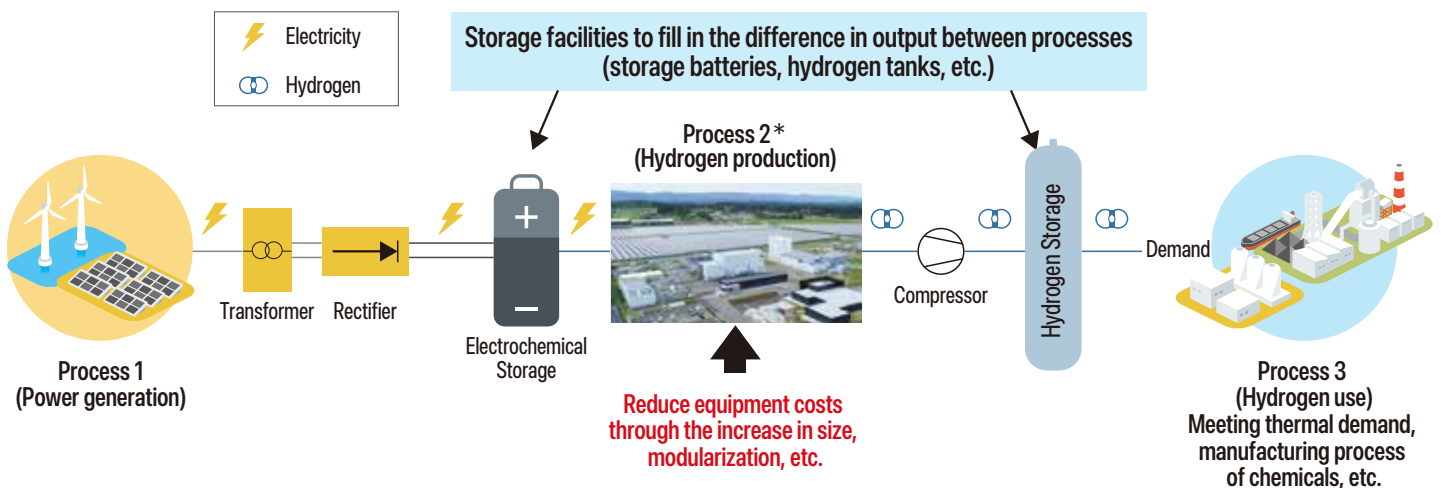 Electricity
Hydrogen
Storage facilities to fill in the difference in output between processes
(storage batteries, hydrogen tanks, etc.)
Process 1
(Power generation)
Transformer
Rectifier
Electrochemical
Storage
Process 2*
(Hydrogen production)
Reduce equipment costs
through the increase in size,
modularization, etc.
Compressor
Hydrogen Storage
Demand
Process 3
(Hydrogen use)
Meeting thermal demand,
manufacturing process
of chemicals, etc.